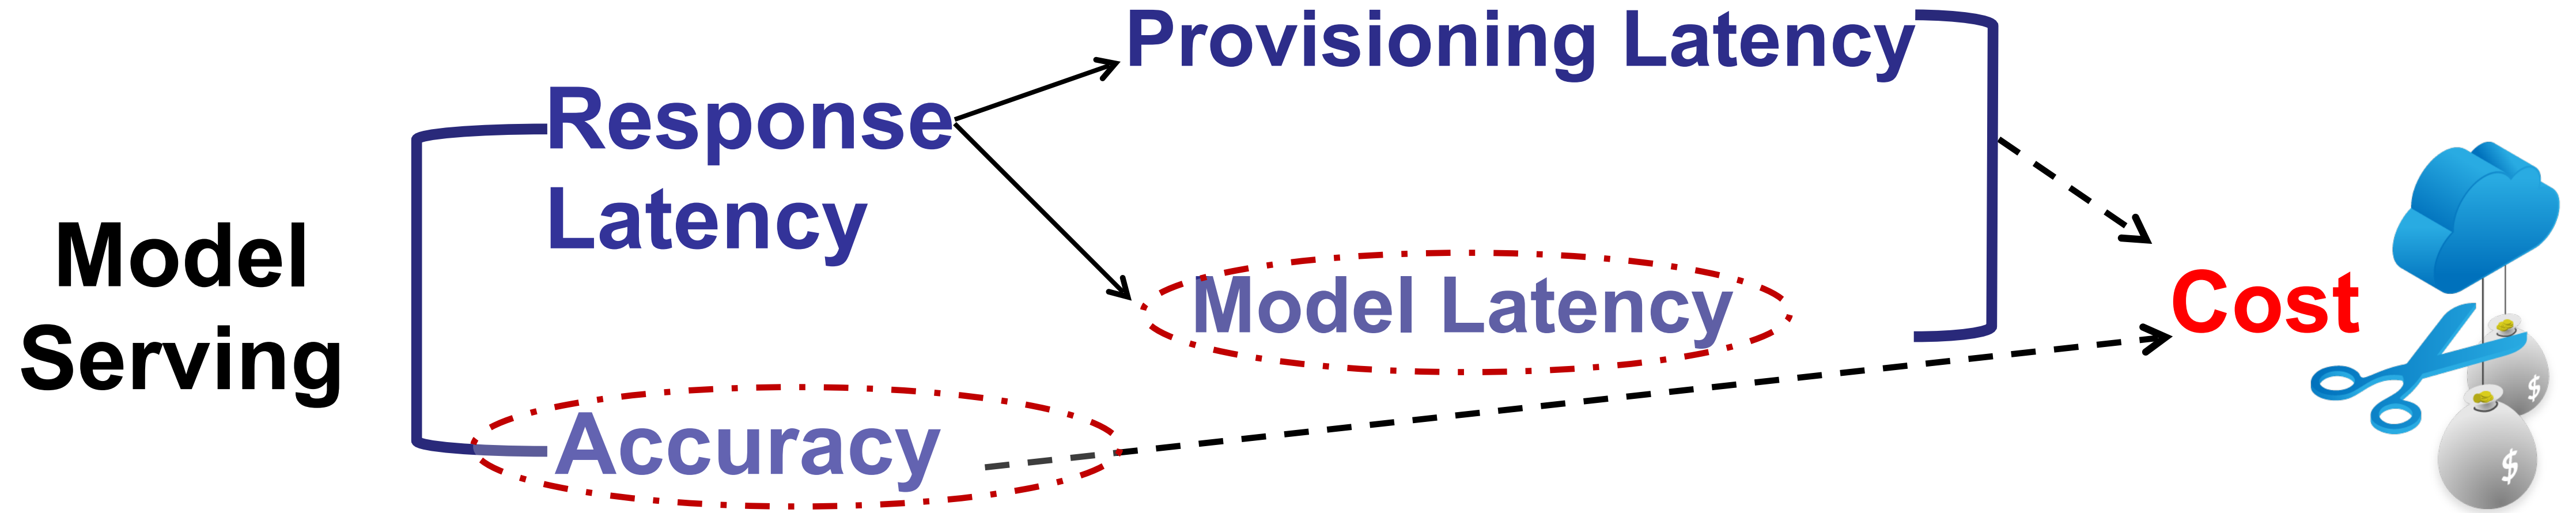 Model
Serving
Response
Latency
Accuracy
Provisioning Latency
Model Latency
Cost
$
$